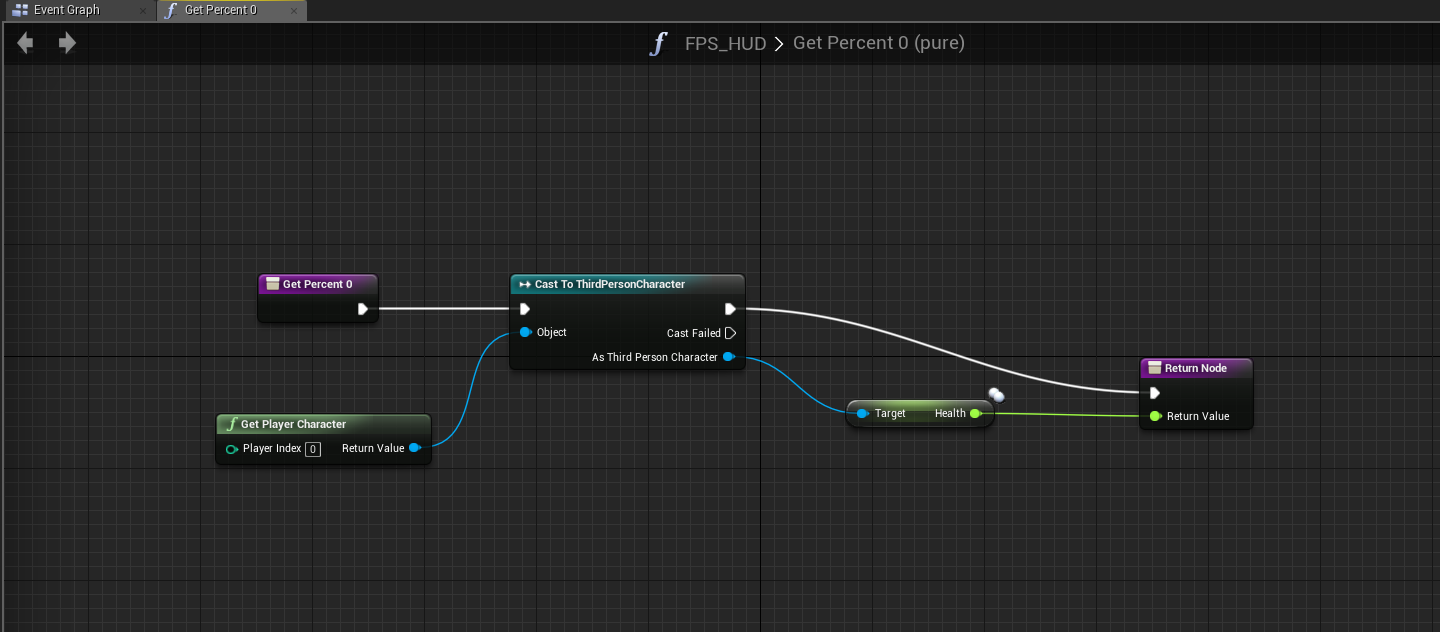 Event Graph
Get Percent 0
FPS_HUD > Get Percent 0 (pure)
Get Percent 0
Cast To ThirdPersonCharacter
Object
Cast Failed
As Third Person Character
Return Node
Return Value
Target Health
Get Player Character
Player Index 0 Return Value